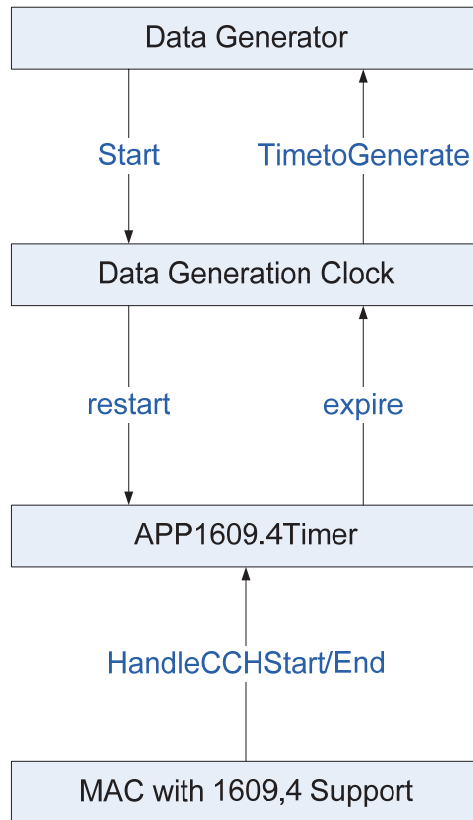 Data Generator
Start
TimetoGenerate
Data Generation Clock
restart
expire
APP1609.4Timer
HandleCCHStart/End
MAC with 1609,4 Support